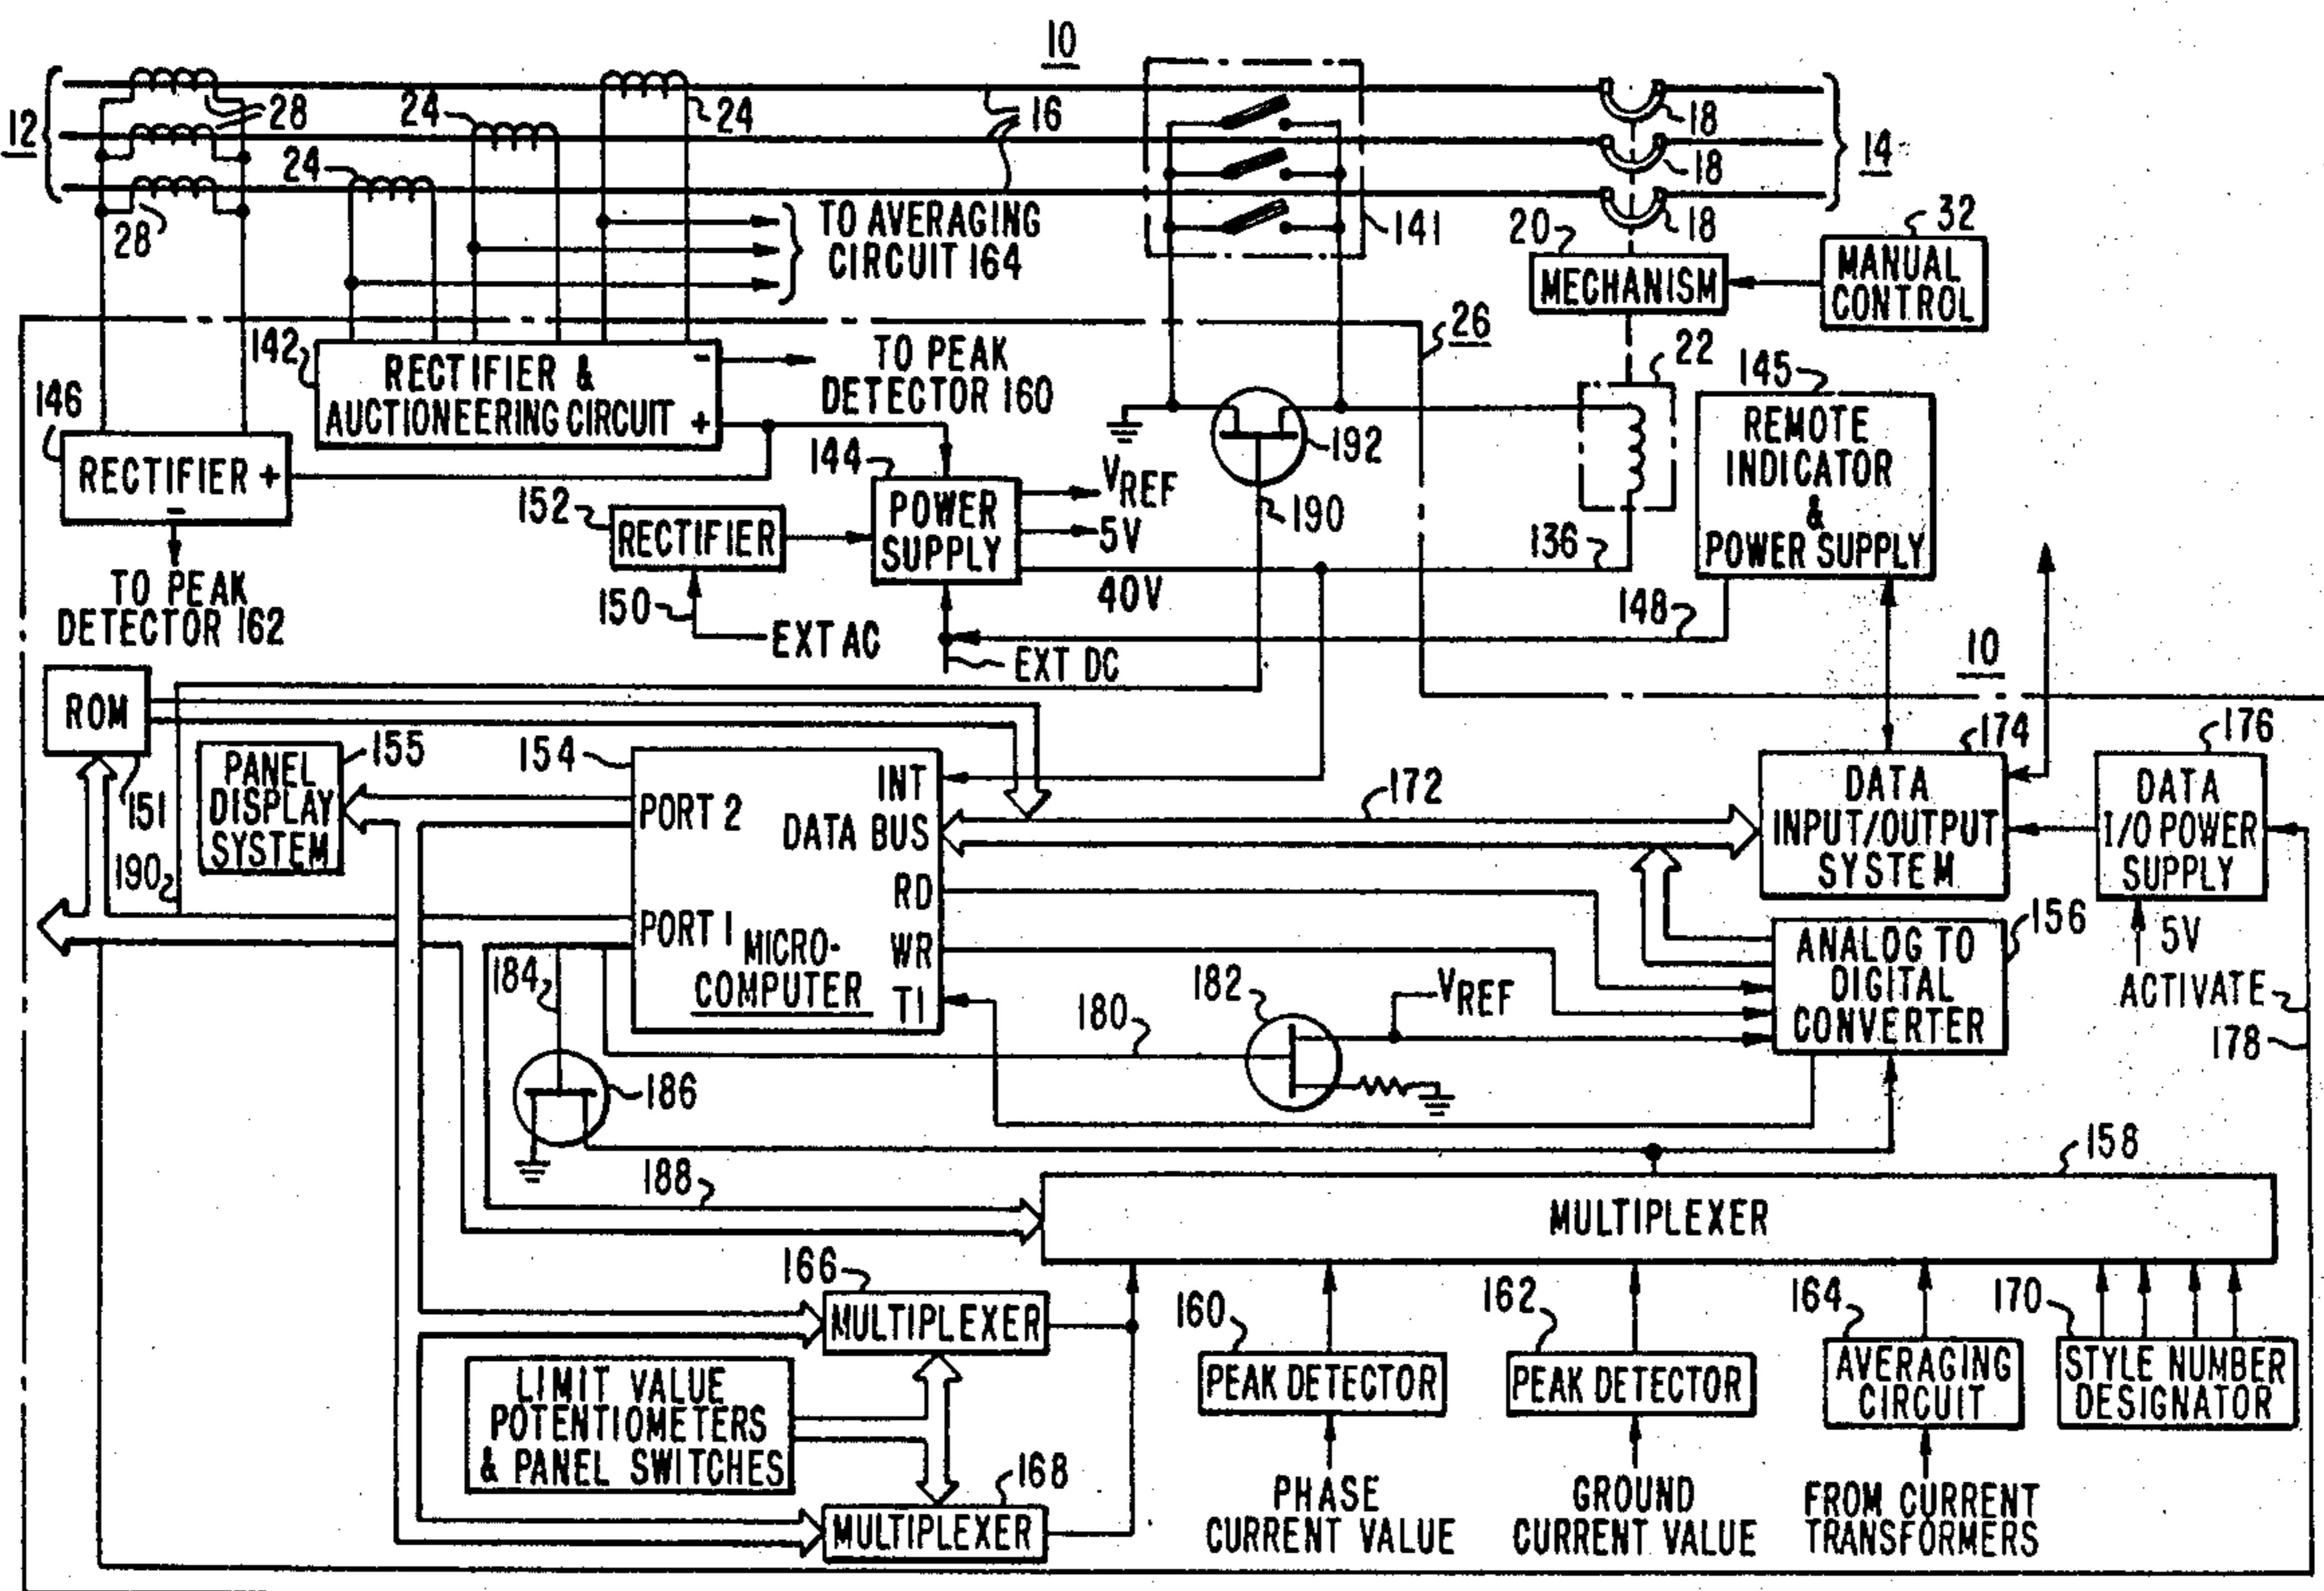 10
12
28
24
24
16
18
14
24
18
28
TO AVERAGING
CIRCUIT 164
141
20
18
32
MECHANISM
MANUAL
CONTROL
26
142
RECTIFIER &
AUCTIONEERING CIRCUIT
-
+
TO PEAK
DETECTOR 160
22
145
146
RECTIFIER +
-
144
192
REMOTE
INDICATOR
&
POWER SUPPLY
VREF
5V
40V
152
RECTIFIER
POWER
SUPPLY
190
136
TO PEAK
DETECTOR 162
150
EXT AC
EXT DC
148
10
ROM
151
155
PANEL
DISPLAY
SYSTEM
154
INT
PORT 2
DATA BUS
RD
PORT 1
MICRO-
COMPUTER
WR
T1
172
174
DATA
INPUT/OUTPUT
SYSTEM
176
DATA
I/O POWER
SUPPLY
190
184
156
ANALOG TO
DIGITAL
CONVERTER
5V
ACTIVATE
178
182
VREF
180
186
188
158
MULTIPLEXER
166
MULTIPLEXER
160
PEAK DETECTOR
162
PEAK DETECTOR
164
AVERAGING
CIRCUIT
170
STYLE NUMBER
DESIGNATOR
LIMIT VALUE
POTENTIOMETERS
& PANEL SWITCHES
168
MULTIPLEXER
PHASE
CURRENT VALUE
GROUND
CURRENT VALUE
FROM CURRENT
TRANSFORMERS